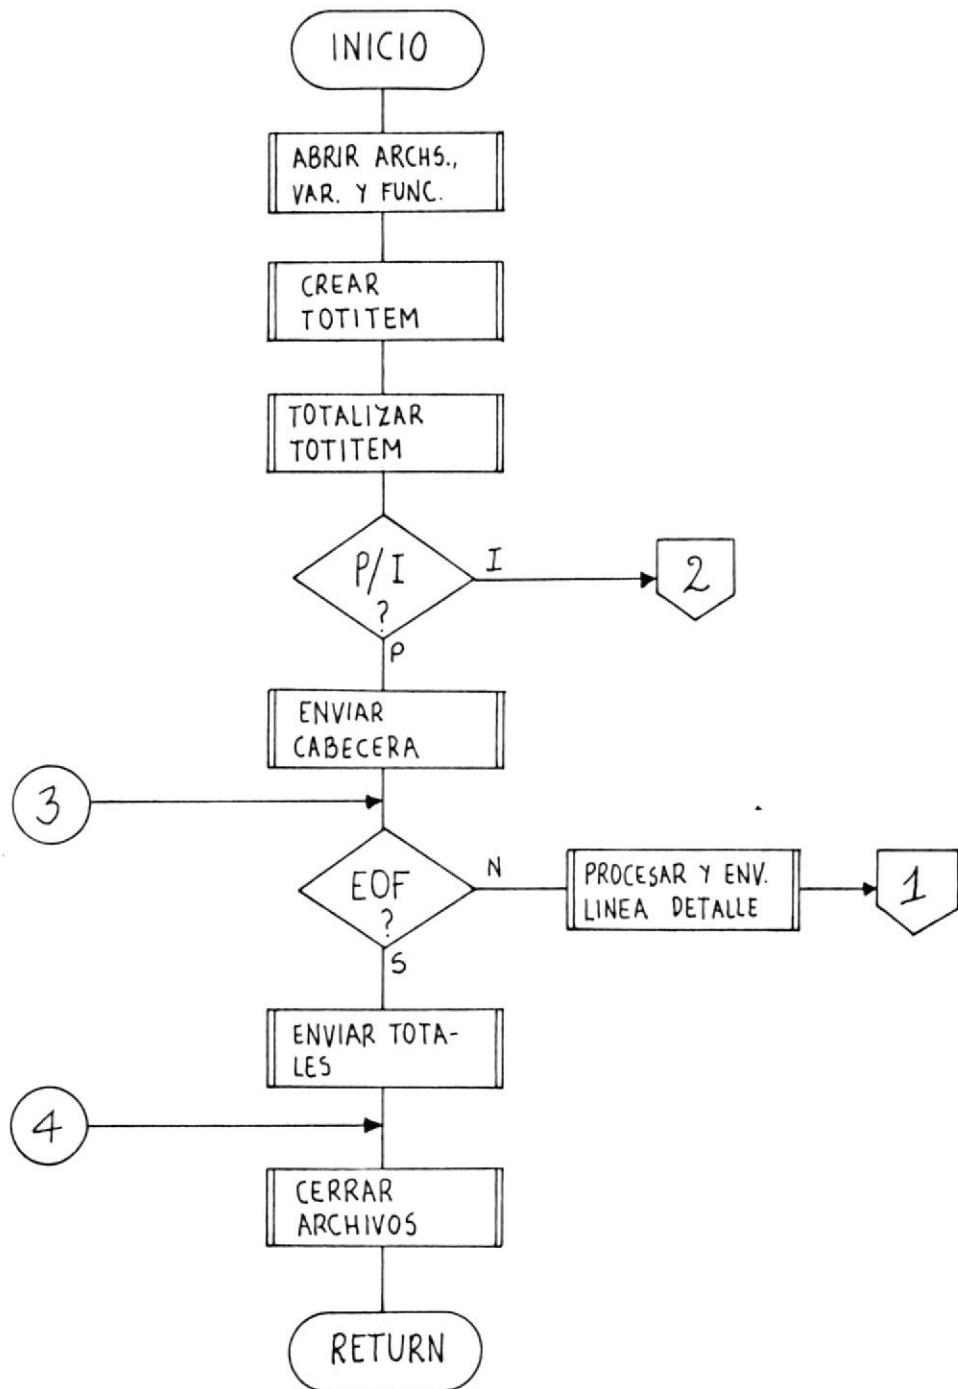 INICIO
ABRIR ARCHS.,
VAR. Y FUNC.
CREAR
TOTITEM
TOTALIZAR
TOTITEM
P/I
?
I
2
P
ENVIAR
CABECERA
3
EOF
?
N
PROCESAR Y ENV.
LINEA DETALLE
1
S
ENVIAR TOTA-
LES
4
CERRAR
ARCHIVOS
RETURN